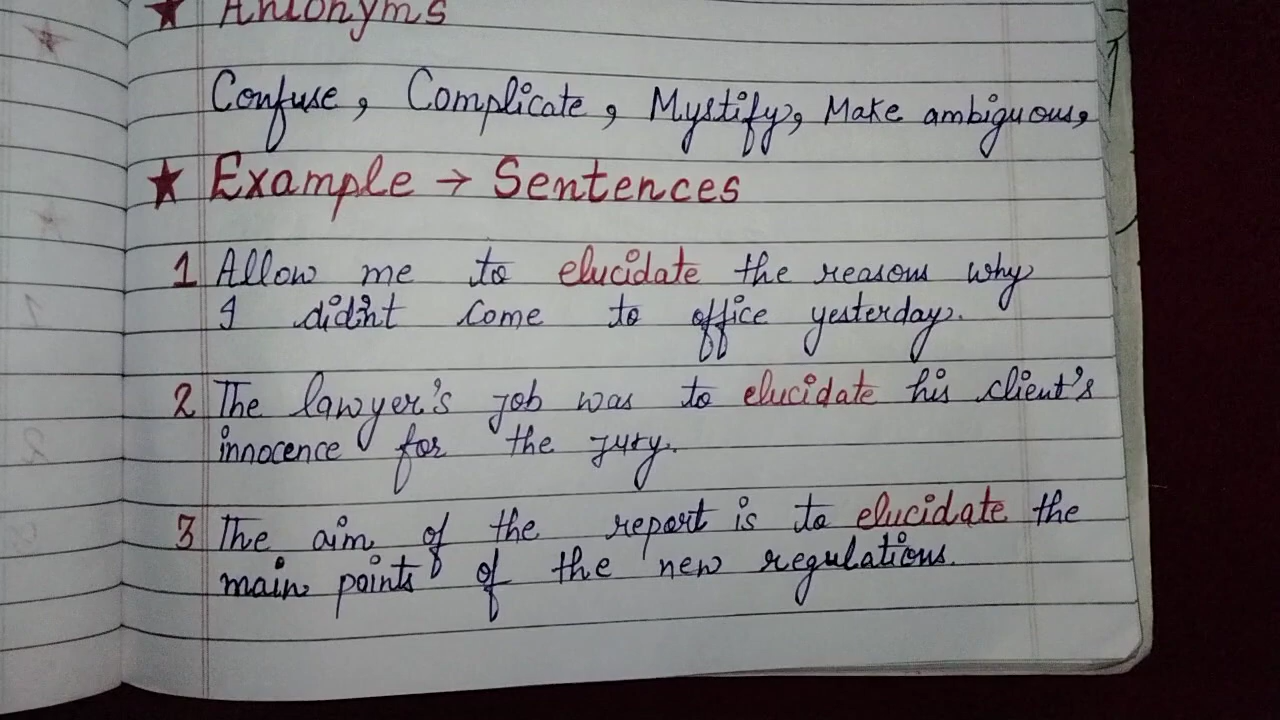 ★ Antonyms
Confuse, Complicate, Mystify, Make ambiguous,
★ Example → Sentences
1 Allow me to elucidate the reasons why
I didn't come to office yesterday.
2 The lawyer's job was to elucidate his client's
innocence for the jury.
3 The aim of the report is to elucidate the
main points of the new regulations.